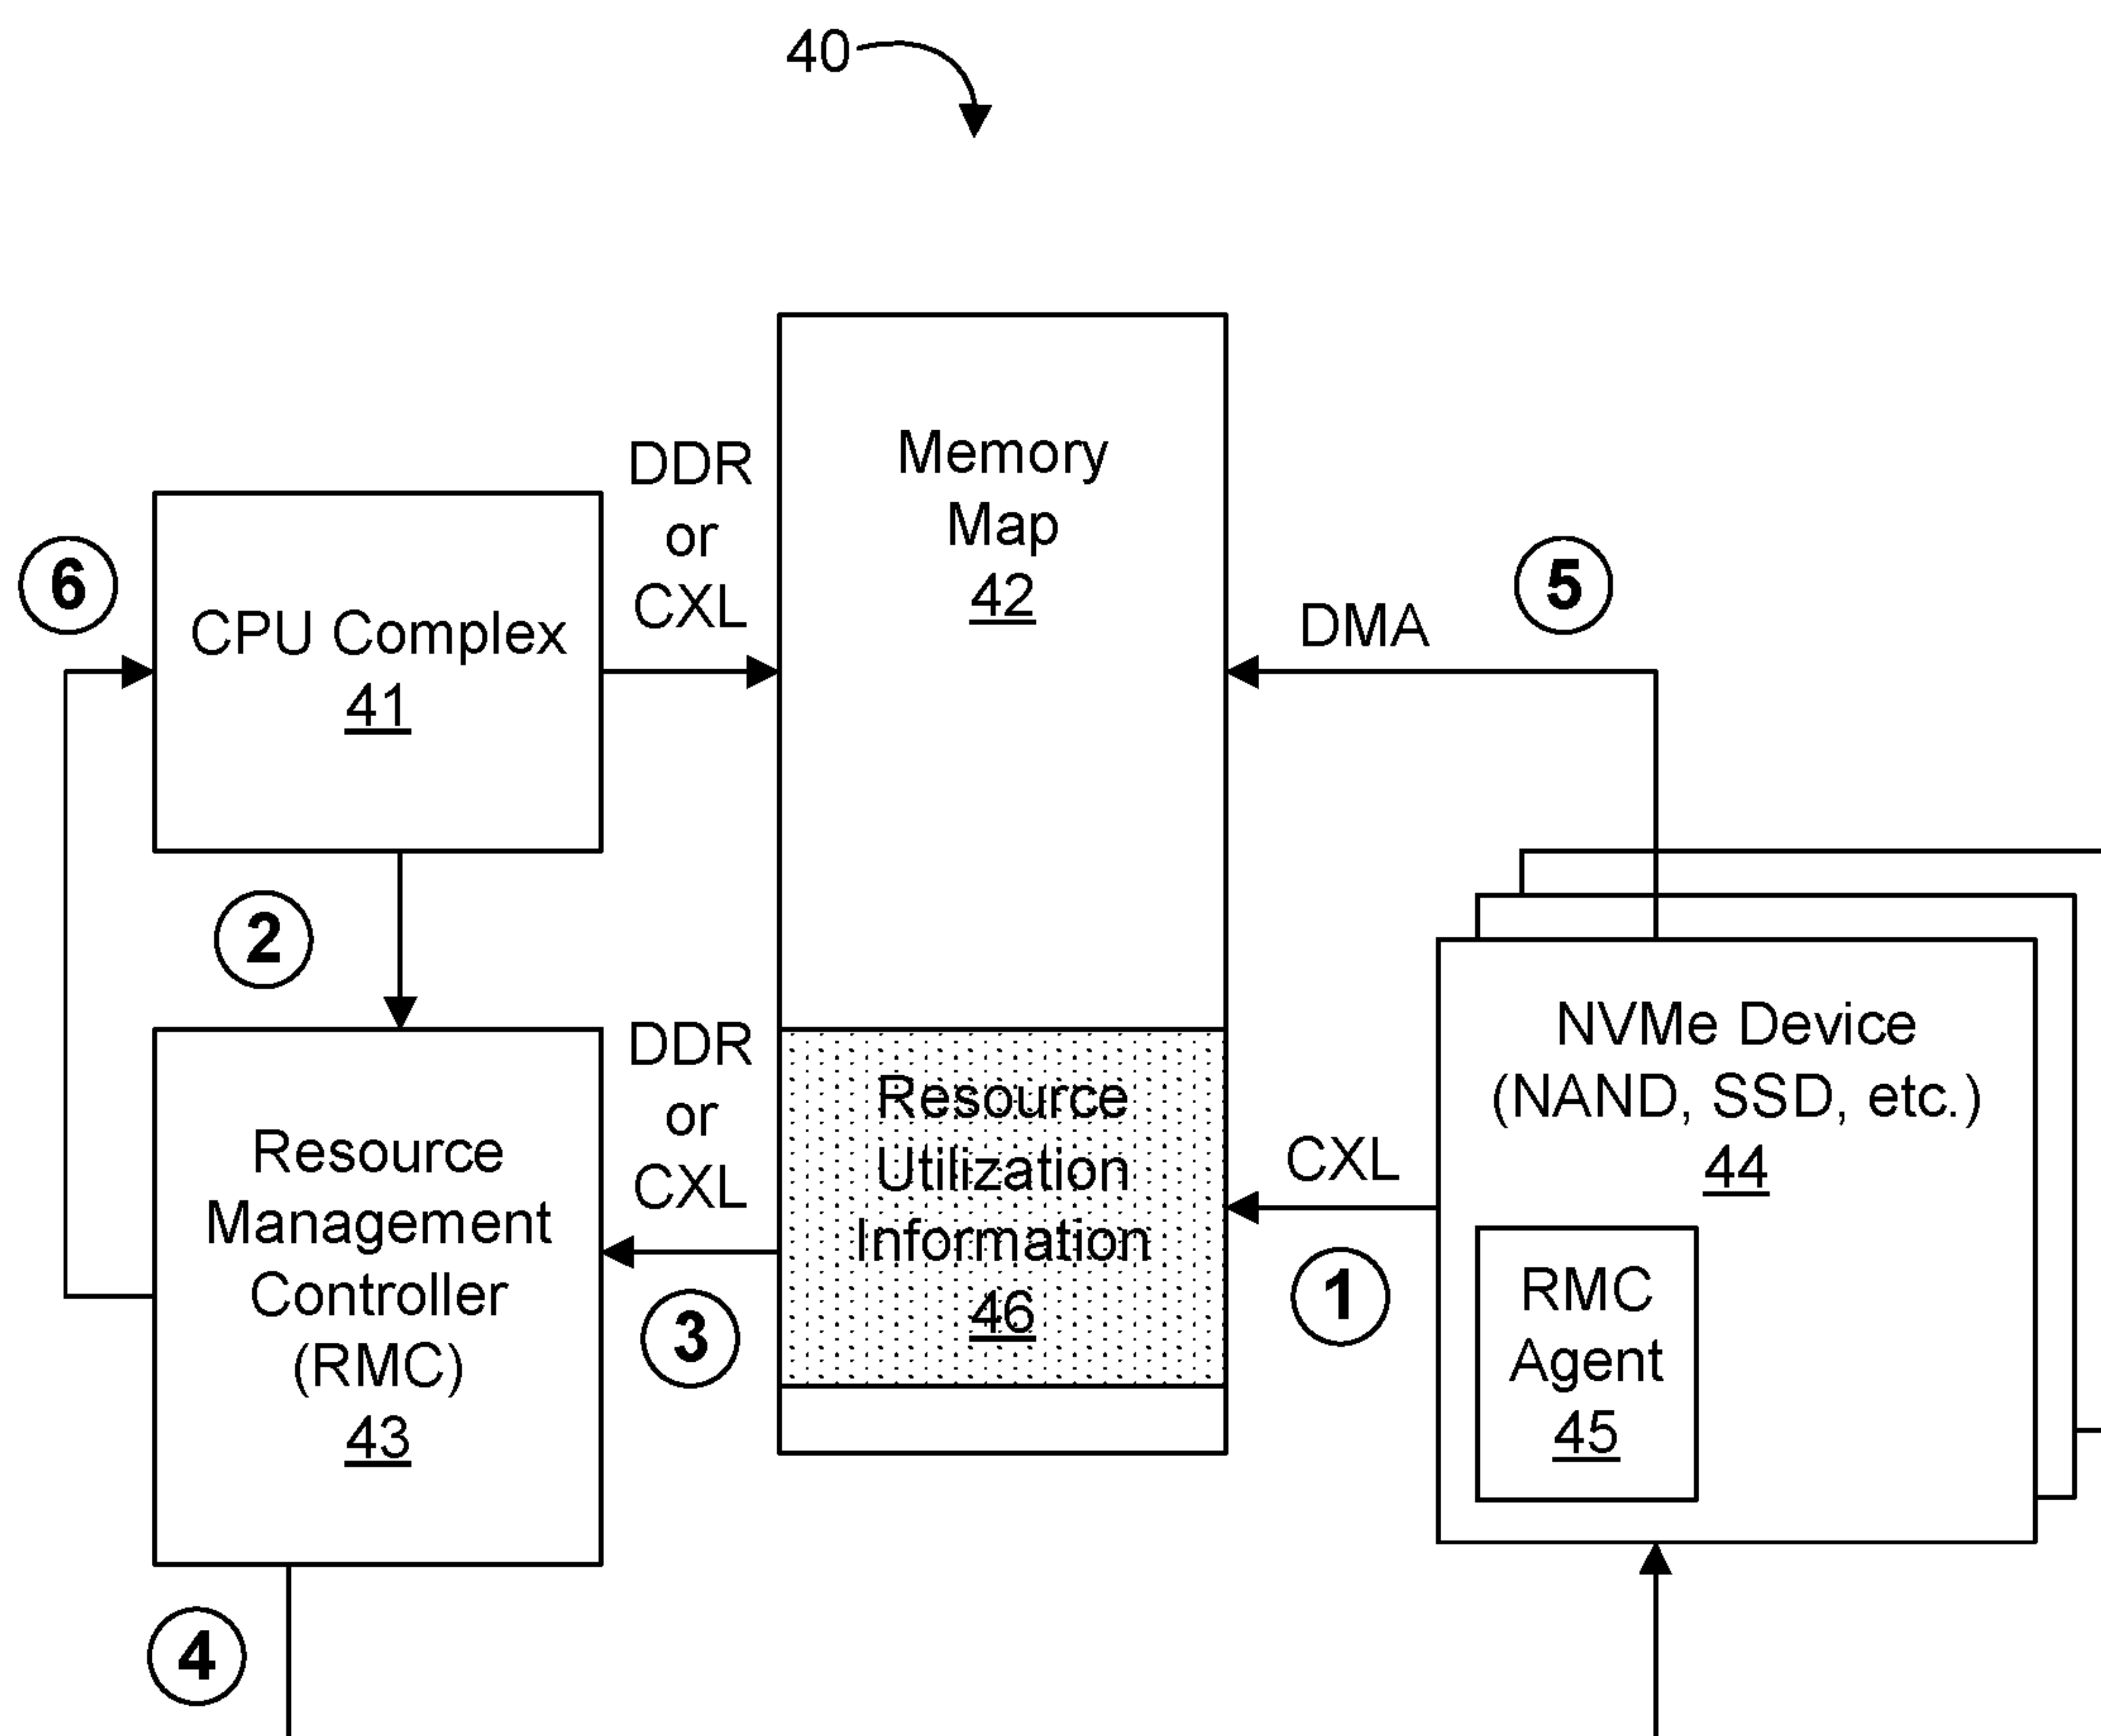 40
DDR
or
CXL
Memory
Map
42
6
CPU Complex
41
DMA
5
2
DDR
or
CXL
Resource
Utilization
Information
46
CXL
NVMe Device
(NAND, SSD, etc.)
44
Resource
Management
Controller
(RMC)
43
3
1
RMC
Agent
45
4